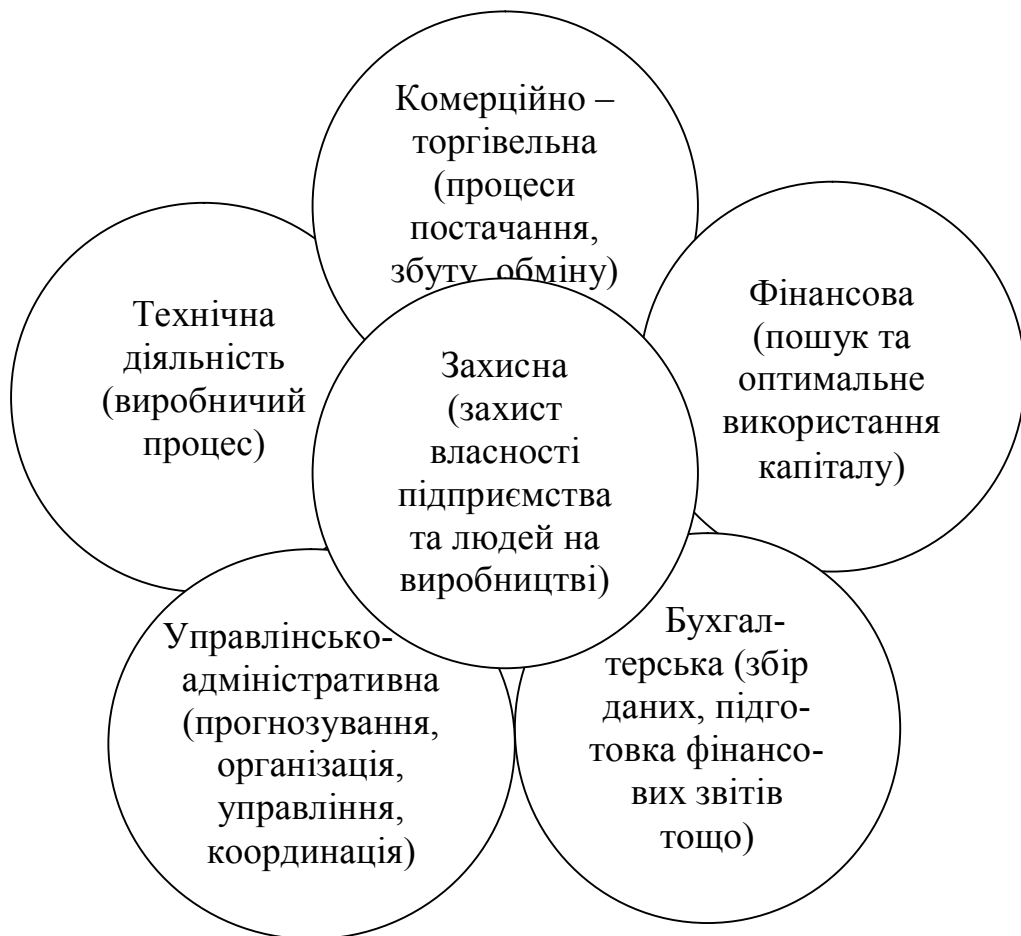 Комерційно –
торгівельна
(процеси
постачання,
збуту, обміну)
Фінансова
(пошук та
оптимальне
використання
капіталу)
Технічна
діяльність
(виробничий
процес)
Захисна
(захист
власності
підприємства
та людей на
виробництві)
Управлінсько-
адміністративна
(прогнозування,
організація,
управління,
координація)
Бухгал-
терська (збір
даних, підго-
товка фінансо-
вих звітів
тощо)